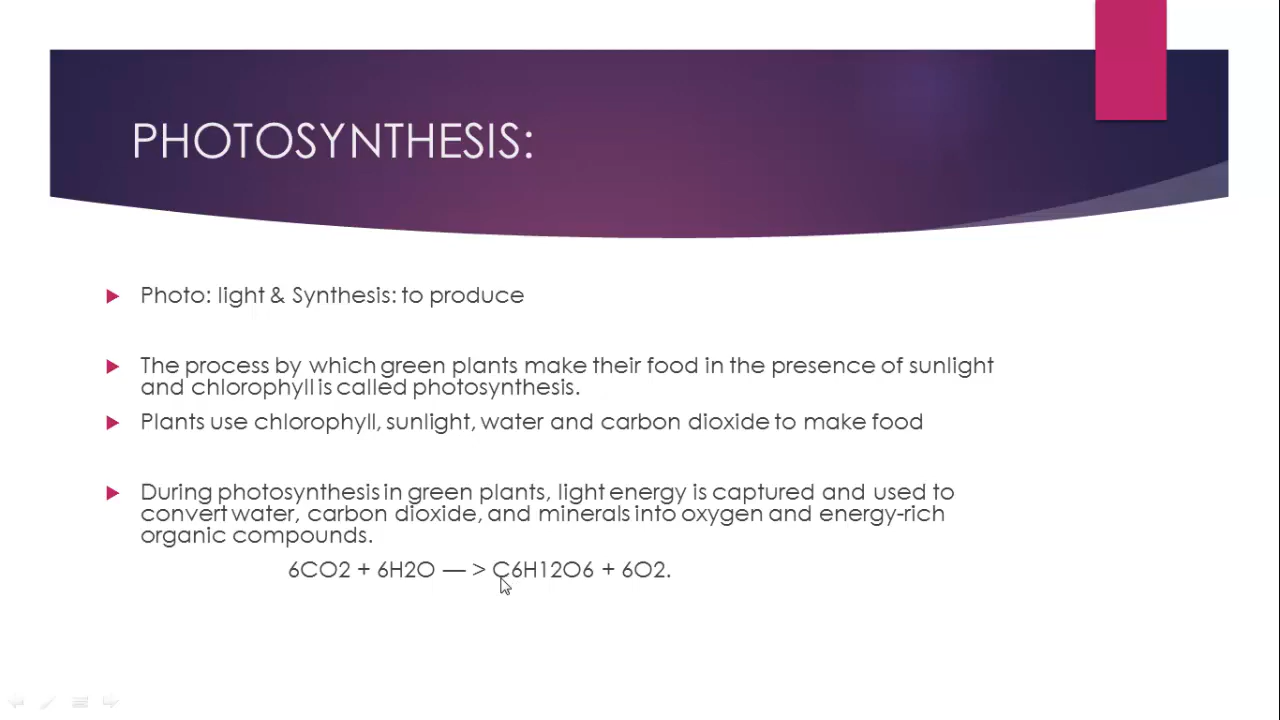 PHOTOSYNTHESIS:
Photo: light & Synthesis: to produce
The process by which green plants make their food in the presence of sunlight
and chlorophyll is called photosynthesis.
Plants use chlorophyll, sunlight, water and carbon dioxide to make food
During photosynthesis in green plants, light energy is captured and used to
convert water, carbon dioxide, and minerals into oxygen and energy-rich
organic compounds.
6CO2 + 6H2O — > C6H12O6 + 6O2.